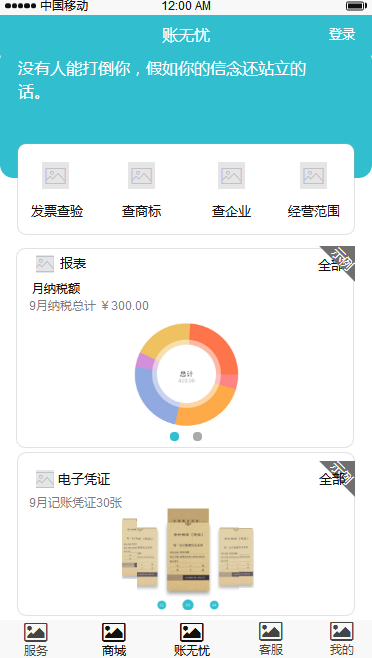 中国移动 12:00 AM
账无忧 登录
没有人能打倒你，假如你的信念还站立的
话。
发票查验 查商标 查企业 经营范围
报表 全部 示例
月纳税额
9月纳税总计 ￥300.00
总计
电子凭证 全部 示例
9月记账凭证30张
服务 商城 账无忧 客服 我的